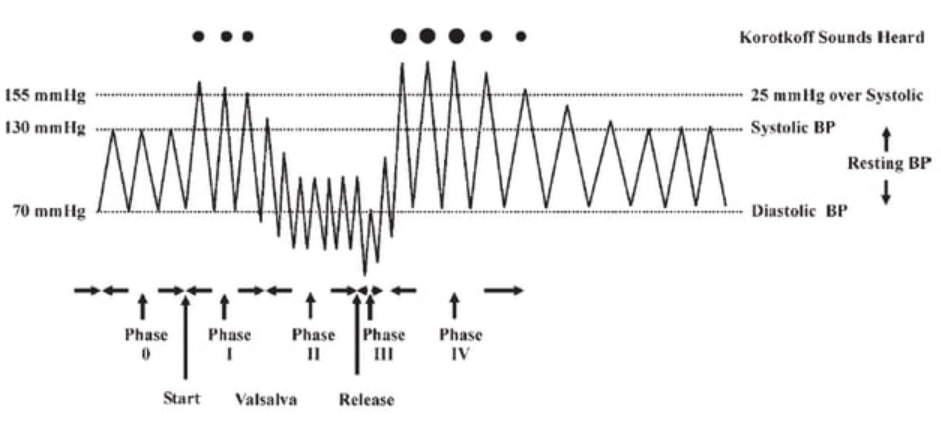 Korotkoff Sounds Heard
155 mmHg
25 mmHg over Systolic
130 mmHg
Systolic BP
Resting BP
70 mmHg
Diastolic BP
Phase
0
Phase
I
Phase
II
Phase
III
Phase
IV
Start
Valsalva
Release